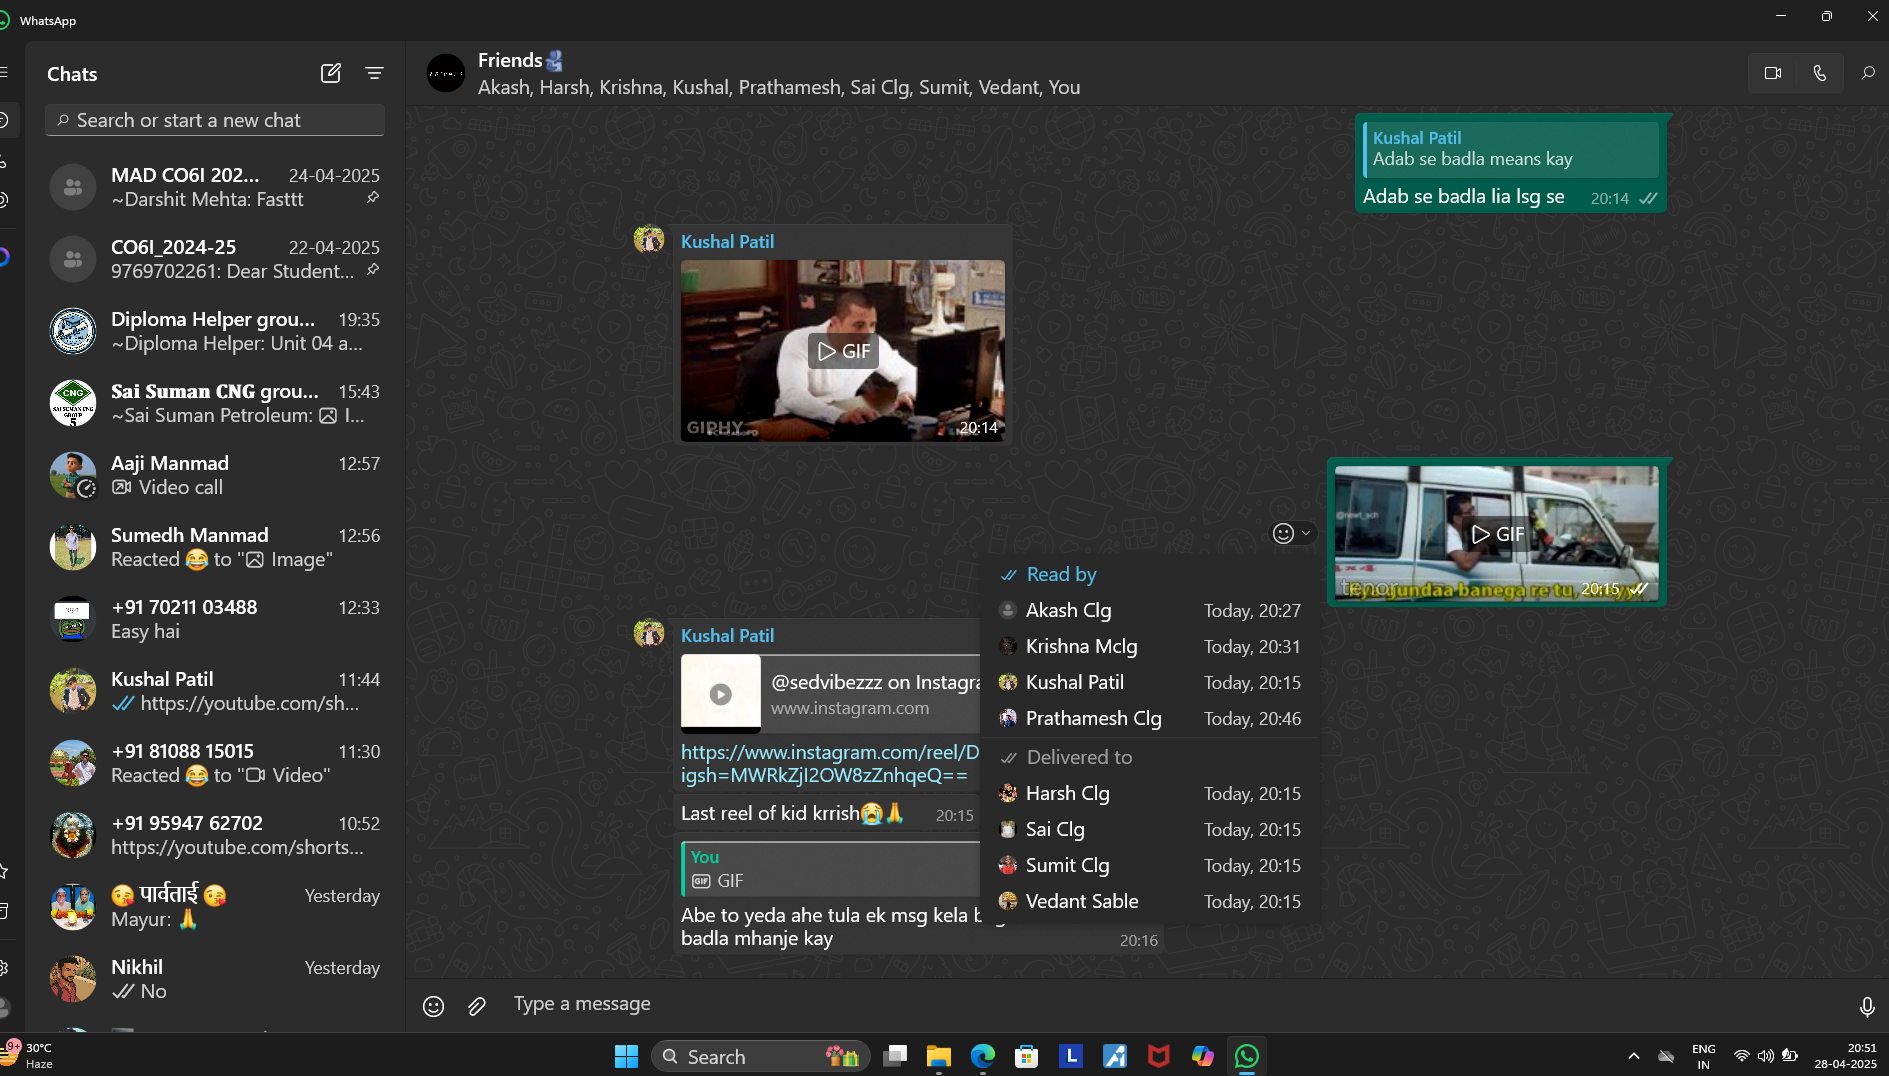 WhatsApp
Chats
Search or start a new chat
MAD CO6I 202... 24-04-2025
~Darshit Mehta: Fasttt
CO6I_2024-25 22-04-2025
9769702261: Dear Student...
Diploma Helper grou... 19:35
~Diploma Helper: Unit 04 a...
Sai Suman CNG grou... 15:43
~Sai Suman Petroleum: I...
Aaji Manmad 12:57
Video call
Sumedh Manmad 12:56
Reacted 😂 to "Image"
+91 70211 03488 12:33
Easy hai
Kushal Patil 11:44
https://youtube.com/sh...
+91 81088 15015 11:30
Reacted 😂 to "Video"
+91 95947 62702 10:52
https://youtube.com/shorts...
😘 पार्वताई 😘 Yesterday
Mayur: 🙏
Nikhil Yesterday
No
Friends🫂
Akash, Harsh, Krishna, Kushal, Prathamesh, Sai Clg, Sumit, Vedant, You
Kushal Patil
Adab se badla means kay
Adab se badla lia lsg se 20:14
Kushal Patil
GIF
GIPHY
20:14
GIF
tenor
20:15
Kushal Patil
@sedvibezzz on Instagra
www.instagram.com
https://www.instagram.com/reel/D
igsh=MWRkZjI2OW8zZnhqeQ==
Last reel of kid krrish😭🙏 20:15
You
GIF
Abe to yeda ahe tula ek msg kela
badla mhanje kay
20:16
Read by
Akash Clg Today, 20:27
Krishna Mclg Today, 20:31
Kushal Patil Today, 20:15
Prathamesh Clg Today, 20:46
Delivered to
Harsh Clg Today, 20:15
Sai Clg Today, 20:15
Sumit Clg Today, 20:15
Vedant Sable Today, 20:15
Type a message
9+
30°C
Haze
Search
ENG
IN
20:51
28-04-2025